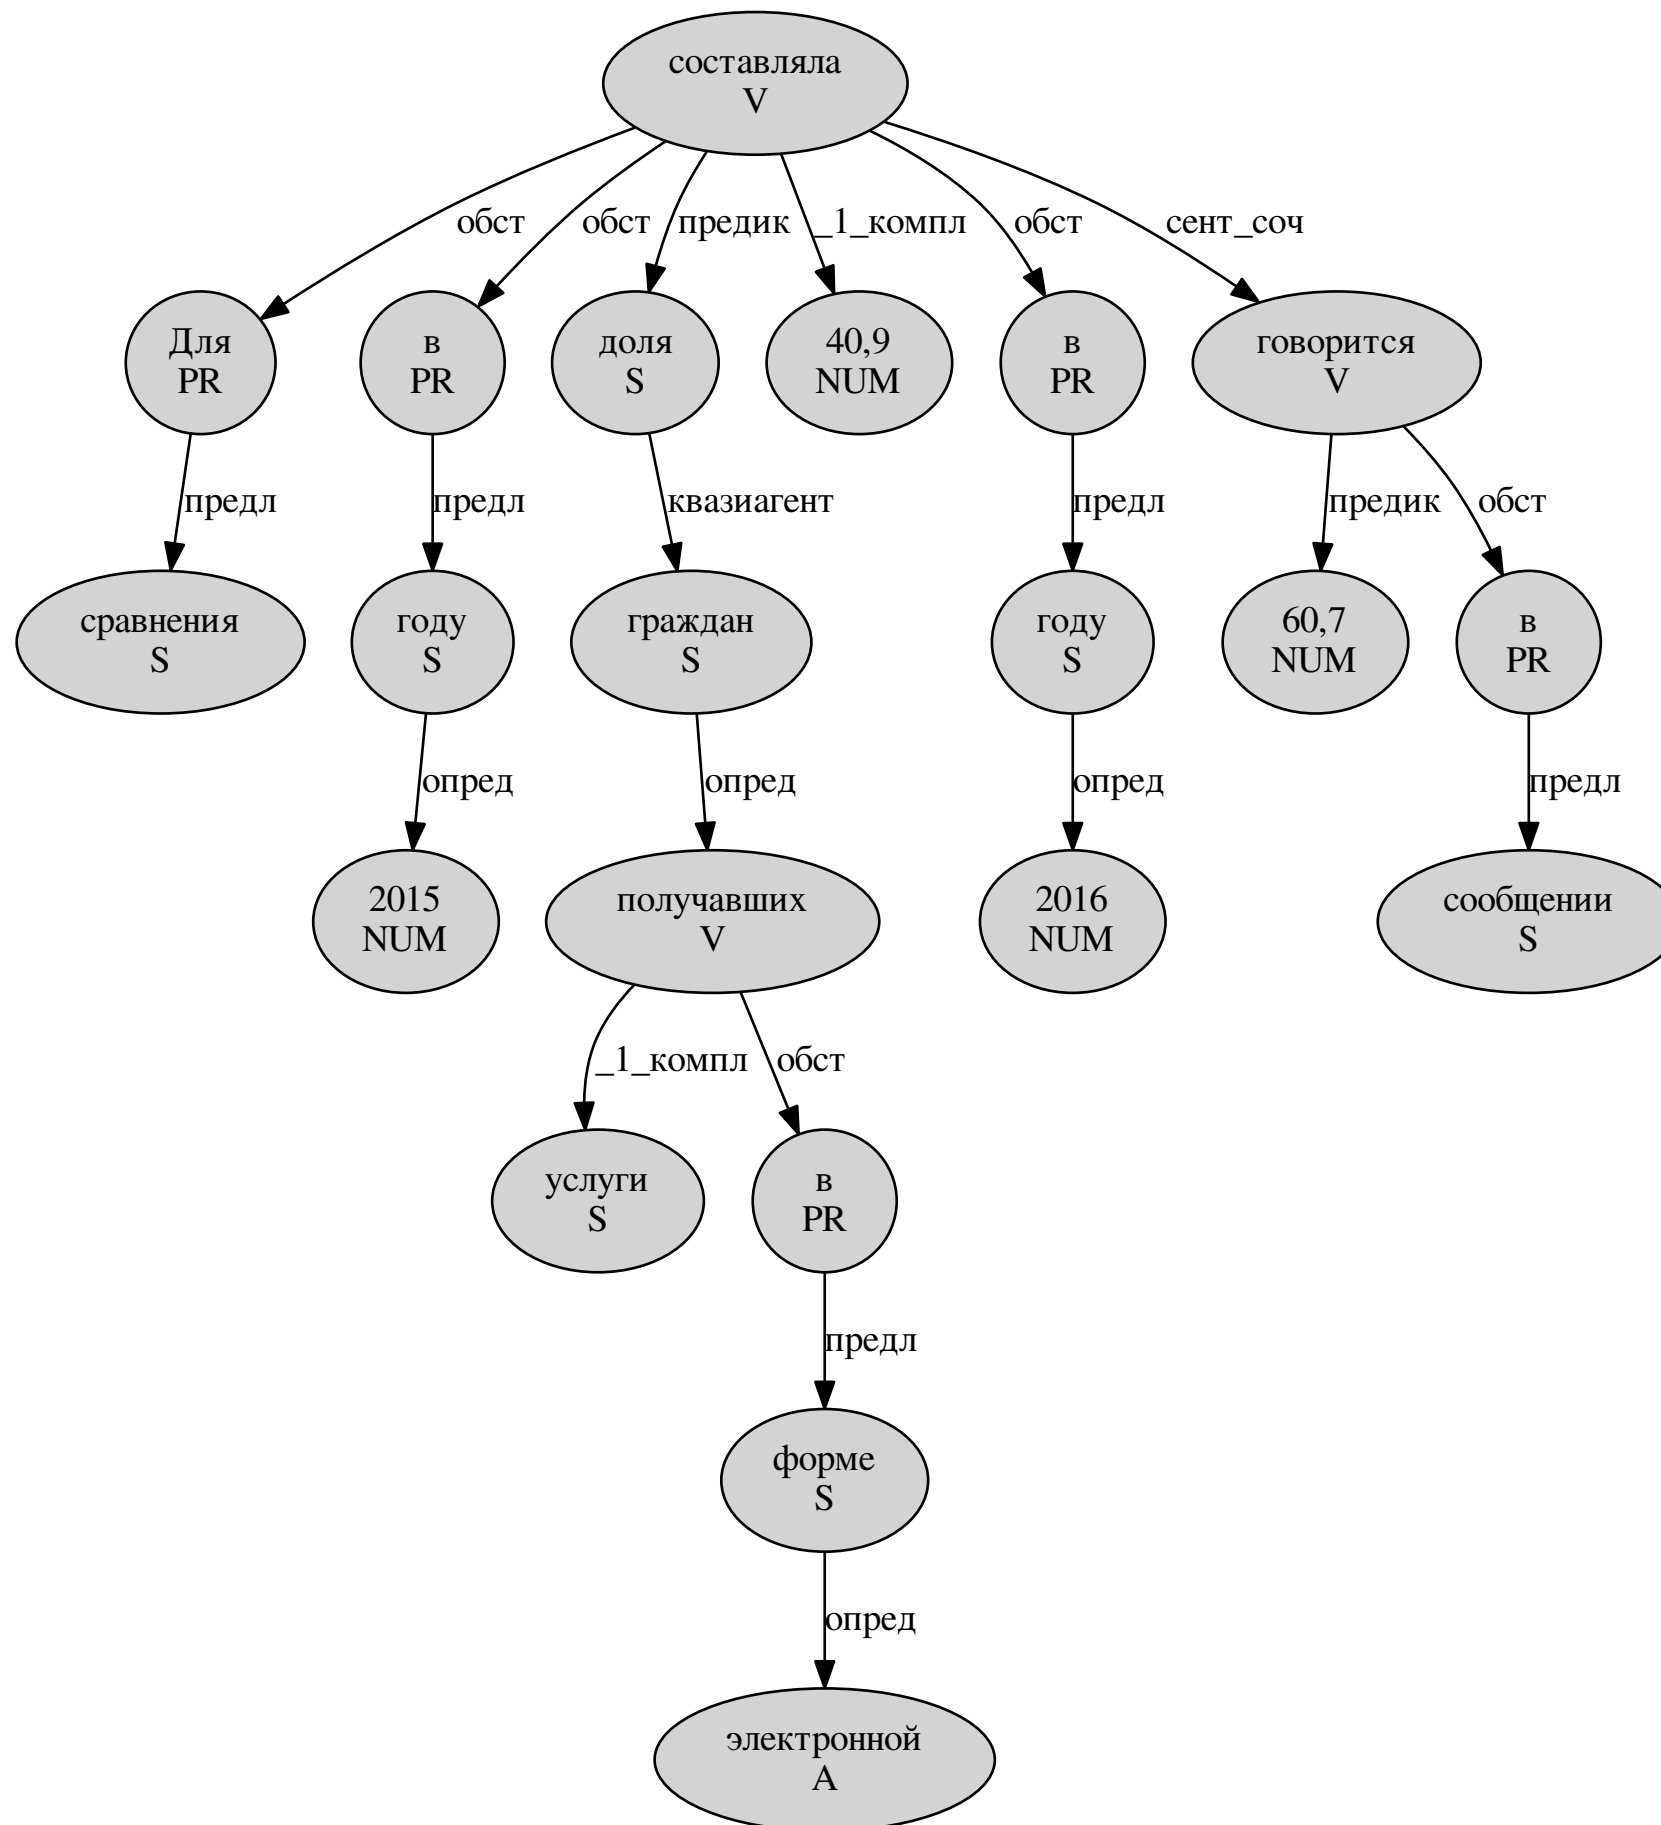 составляла
V
обст
обст
предик
_1_компл
обст
сент_соч
Для
PR
в
PR
доля
S
40,9
NUM
в
PR
говорится
V
предл
предл
квазиагент
предл
предик
обст
сравнения
S
году
S
граждан
S
году
S
60,7
NUM
в
PR
опред
опред
опред
предл
2015
NUM
получавших
V
2016
NUM
сообщении
S
_1_компл
обст
услуги
S
в
PR
предл
форме
S
опред
электронной
A